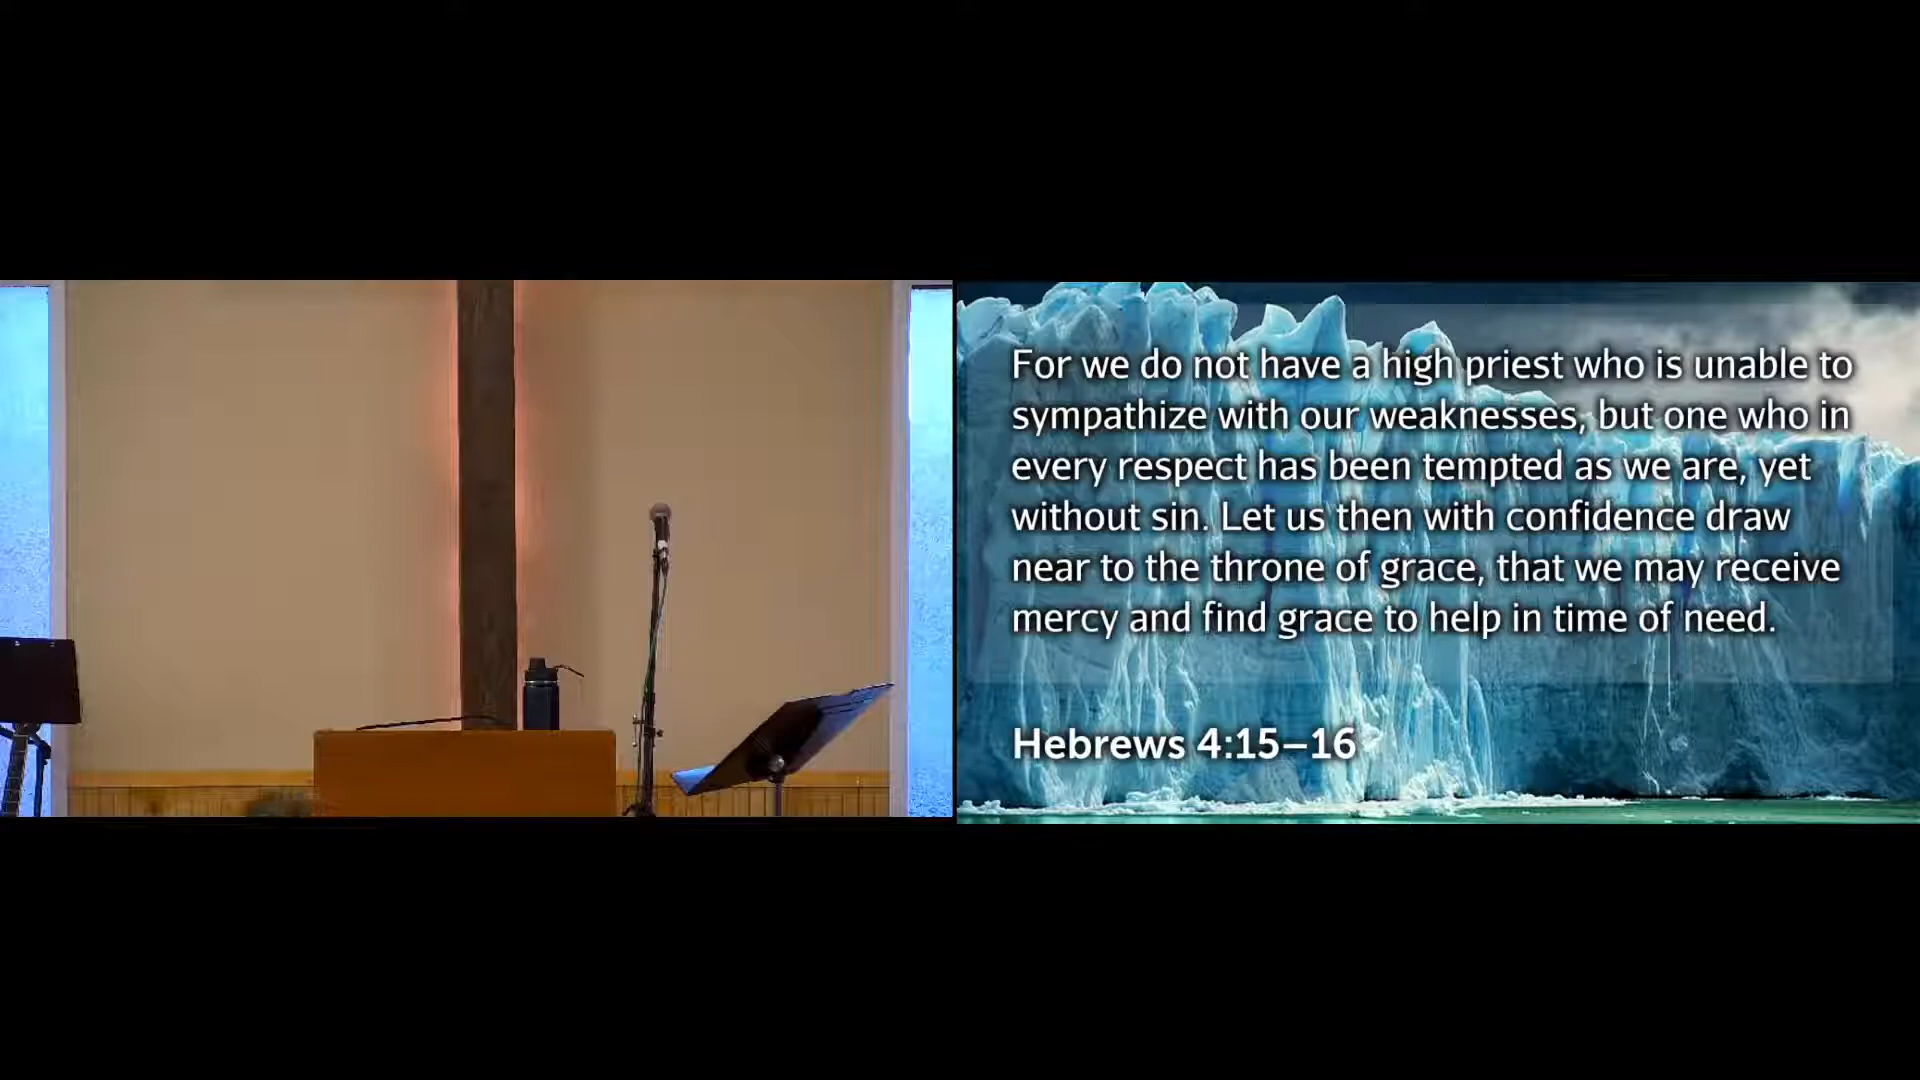 For we do not have a high priest who is unable to
sympathize with our weaknesses, but one who in
every respect has been tempted as we are, yet
without sin. Let us then with confidence draw
near to the throne of grace, that we may receive
mercy and find grace to help in time of need.
Hebrews 4:15–16